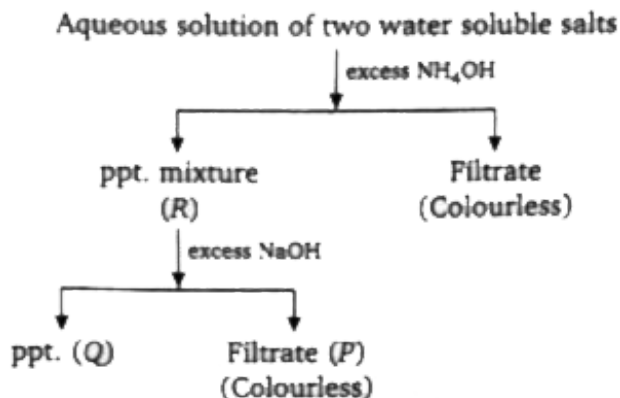 Aqueous solution of two water soluble salts
excess NH₄OH
ppt. mixture
(R)
Filtrate
(Colourless)
excess NaOH
ppt. (Q)
Filtrate (P)
(Colourless)